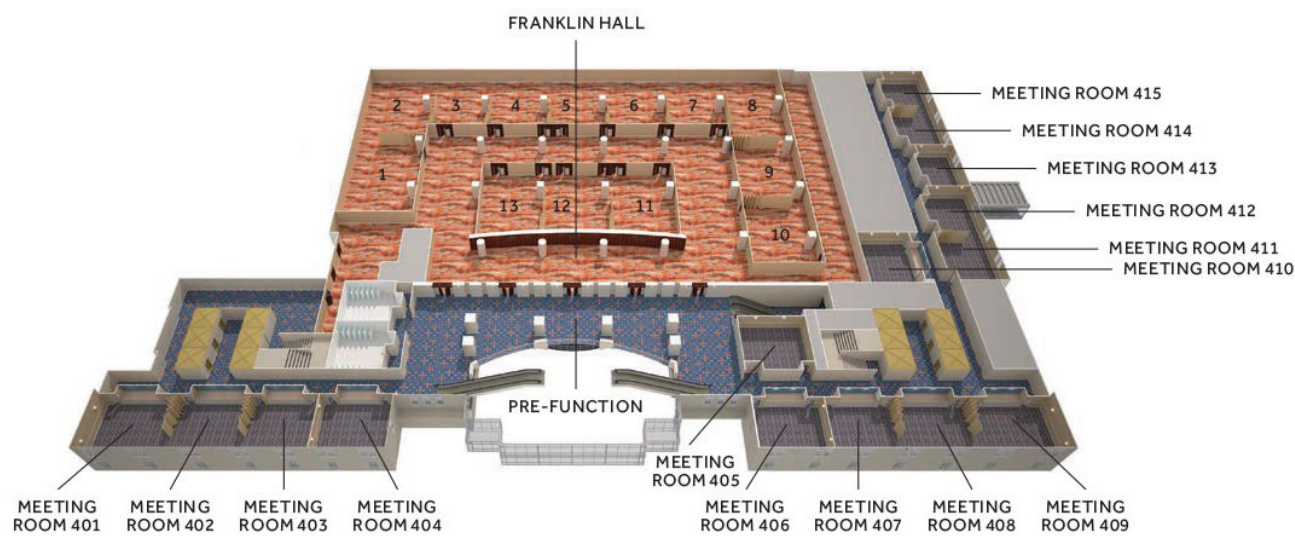 FRANKLIN HALL
2
3
4
5
6
7
8
1
9
13
12
11
10
MEETING ROOM 415
MEETING ROOM 414
MEETING ROOM 413
MEETING ROOM 412
MEETING ROOM 411
MEETING ROOM 410
PRE-FUNCTION
MEETING
ROOM 405
MEETING
ROOM 401
MEETING
ROOM 402
MEETING
ROOM 403
MEETING
ROOM 404
MEETING
ROOM 406
MEETING
ROOM 407
MEETING
ROOM 408
MEETING
ROOM 409